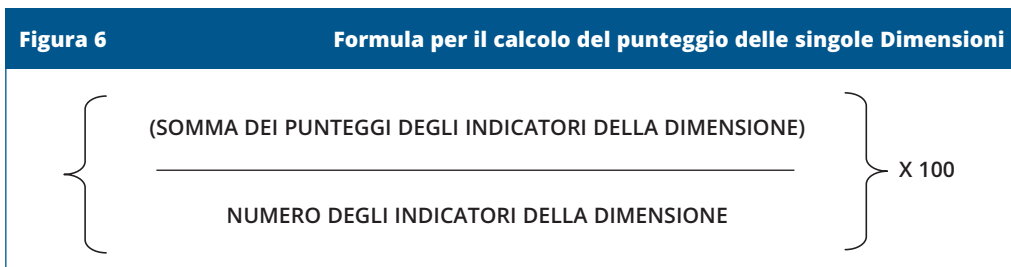 Figura 6 Formula per il calcolo del punteggio delle singole Dimensioni
(SOMMA DEI PUNTEGGI DEGLI INDICATORI DELLA DIMENSIONE)
X 100
NUMERO DEGLI INDICATORI DELLA DIMENSIONE